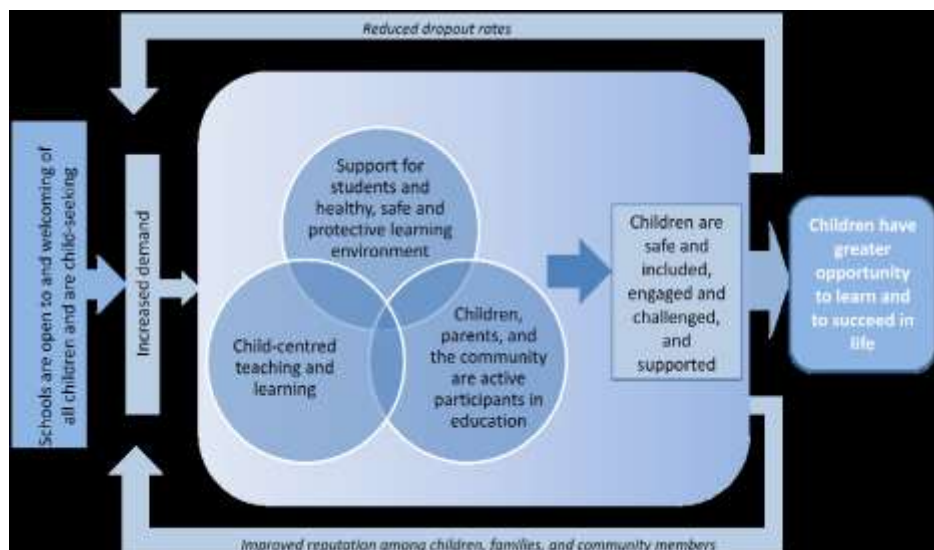 Reduced dropout rates
Schools are open to and welcoming of
all children and are child-seeking
Increased demand
Support for
students and
healthy, safe and
protective learning
environment
Child-centred
teaching and
learning
Children,
parents, and
the community
are active
participants in
education
Children are
safe and
included,
engaged and
challenged,
and
supported
Children have
greater
opportunity
to learn and
to succeed in
life
Improved reputation among children, families, and community members